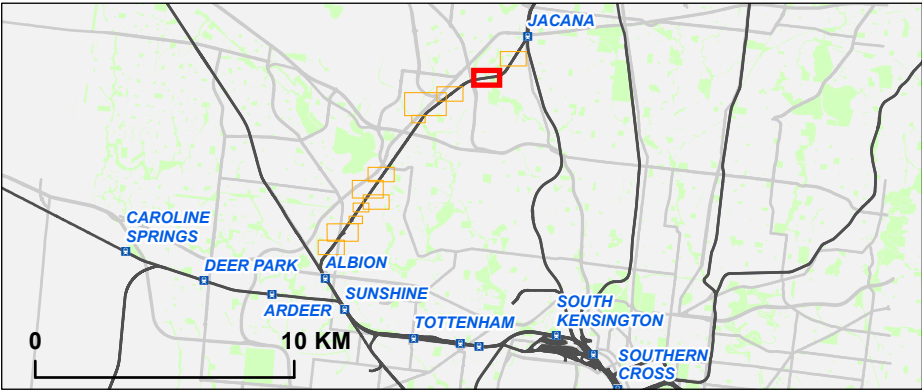 JACANA
CAROLINE
SPRINGS
DEER PARK
ALBION
ARDEER
SUNSHINE
TOTTENHAM
SOUTH
KENSINGTON
SOUTHERN
CROSS
0
10 KM